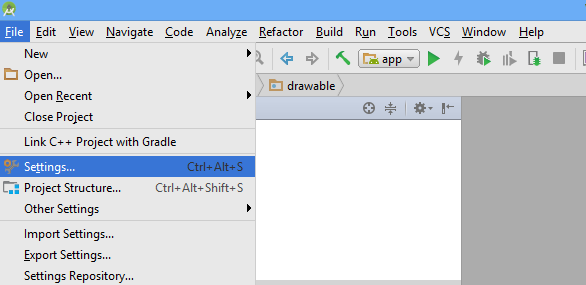 File Edit View Navigate Code Analyze Refactor Build Run Tools VCS Window Help
New
Open...
Open Recent
Close Project
Link C++ Project with Gradle
Settings... Ctrl+Alt+S
Project Structure... Ctrl+Alt+Shift+S
Other Settings
Import Settings...
Export Settings...
Settings Repository...
app
drawable